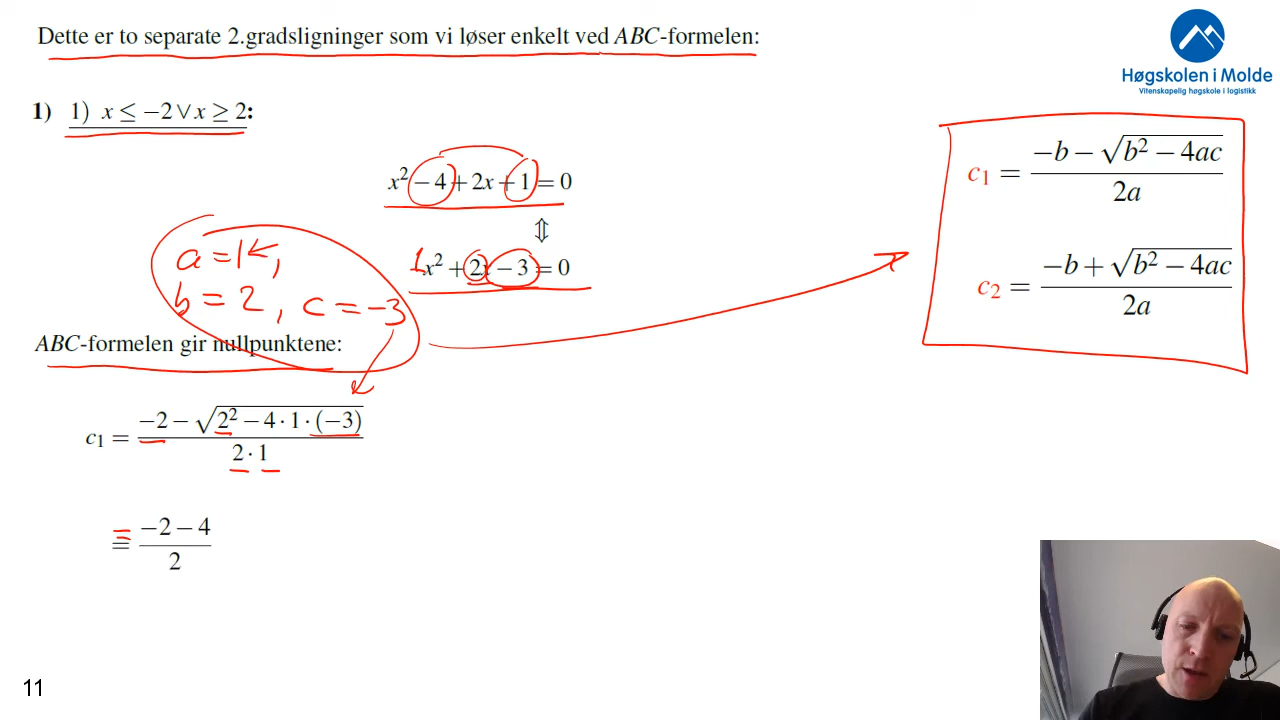 Dette er to separate 2.gradsligninger som vi løser enkelt ved ABC-formelen:
Høgskolen i Molde
Vitenskapelig høgskole i logistikk
1) 1) x ≤ −2 ∨ x ≥ 2:
x² − 4 + 2x + 1 = 0
⇕
1x² + 2x − 3 = 0
a = 1,
b = 2, c = −3
c₁ = (−b − √(b² − 4ac)) / 2a
c₂ = (−b + √(b² − 4ac)) / 2a
ABC-formelen gir nullpunktene:
c₁ = (−2 − √(2² − 4 · 1 · (−3))) / (2 · 1)
= (−2 − 4) / 2
11